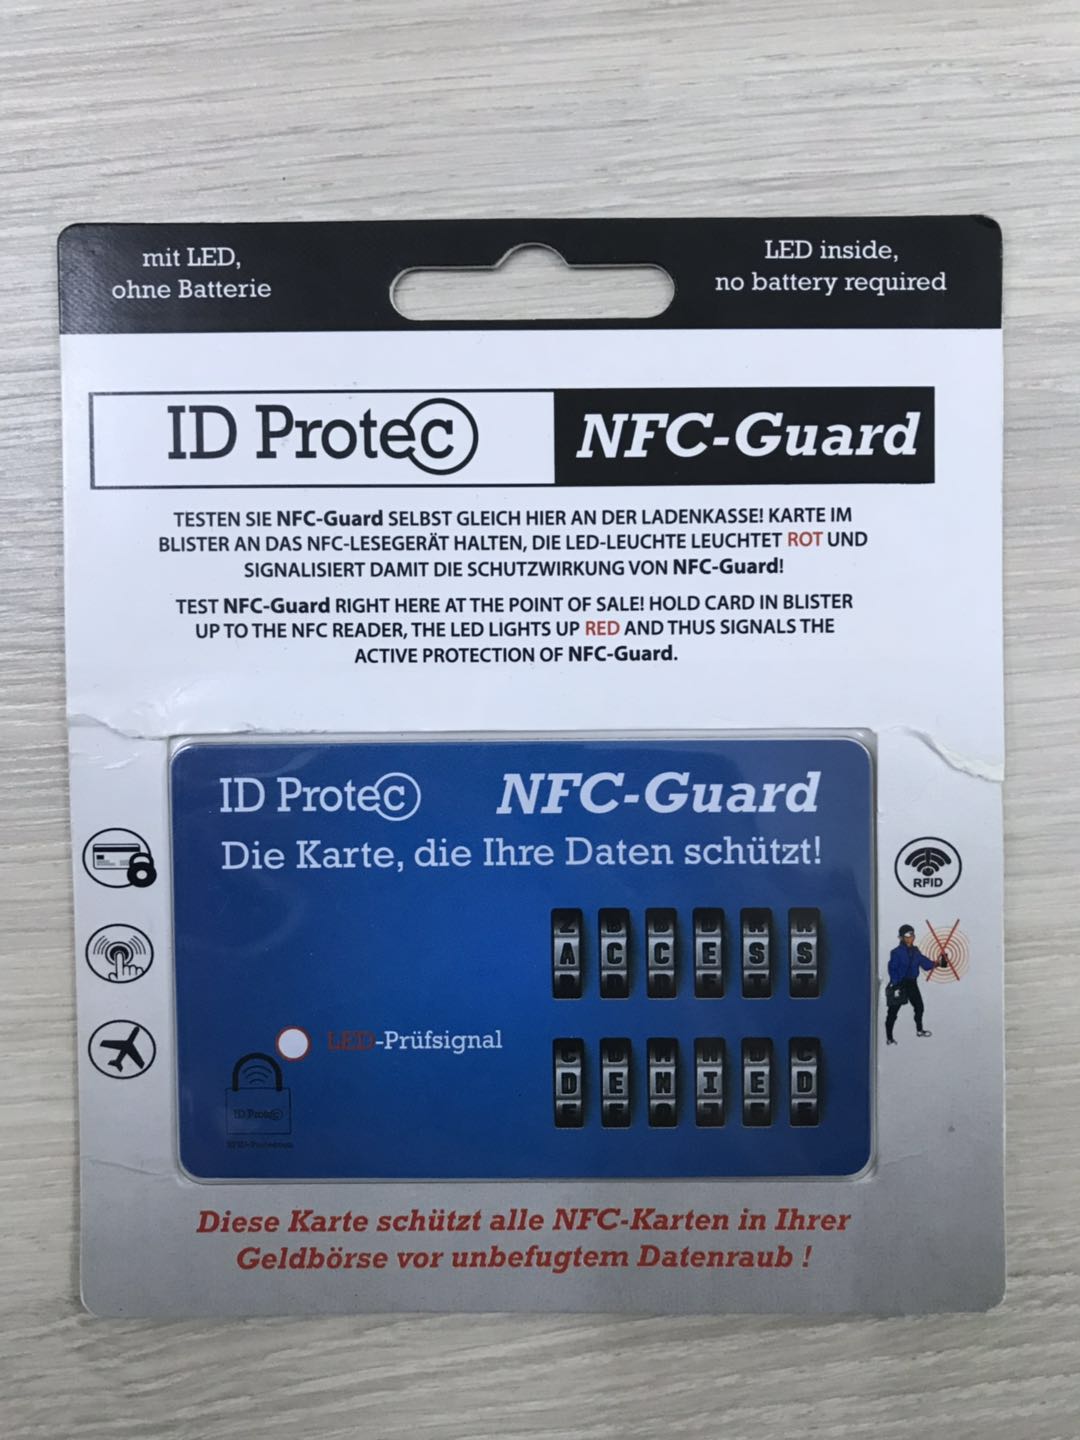 mit LED,
ohne Batterie
LED inside,
no battery required
ID Protec
NFC-Guard
TESTEN SIE NFC-Guard SELBST GLEICH HIER AN DER LADENKASSE! KARTE IM
BLISTER AN DAS NFC-LESEGERÄT HALTEN, DIE LED-LEUCHTE LEUCHTET ROT UND
SIGNALISIERT DAMIT DIE SCHUTZWIRKUNG VON NFC-Guard!
TEST NFC-Guard RIGHT HERE AT THE POINT OF SALE! HOLD CARD IN BLISTER
UP TO THE NFC READER, THE LED LIGHTS UP RED AND THUS SIGNALS THE
ACTIVE PROTECTION OF NFC-Guard.
ID Protec
NFC-Guard
Die Karte, die Ihre Daten schützt!
RFID
ACCESS
LED-Prüfsignal
DENIED
ID Protec
Diese Karte schützt alle NFC-Karten in Ihrer
Geldbörse vor unbefugtem Datenraub !